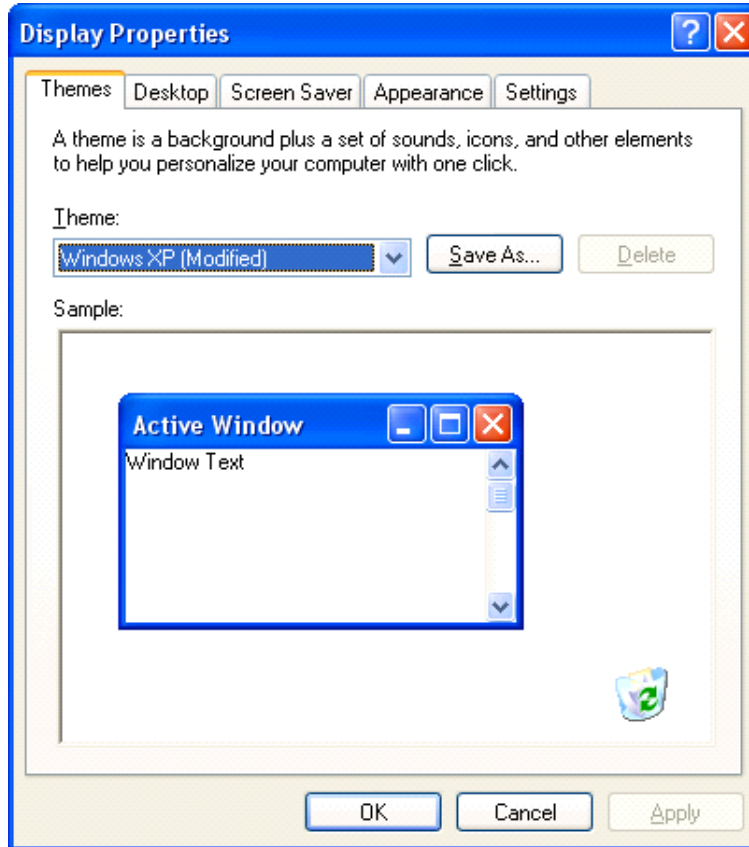 Display Properties
Themes Desktop Screen Saver Appearance Settings
A theme is a background plus a set of sounds, icons, and other elements
to help you personalize your computer with one click.
Theme:
Windows XP (Modified) Save As... Delete
Sample:
Active Window
Window Text
OK Cancel Apply